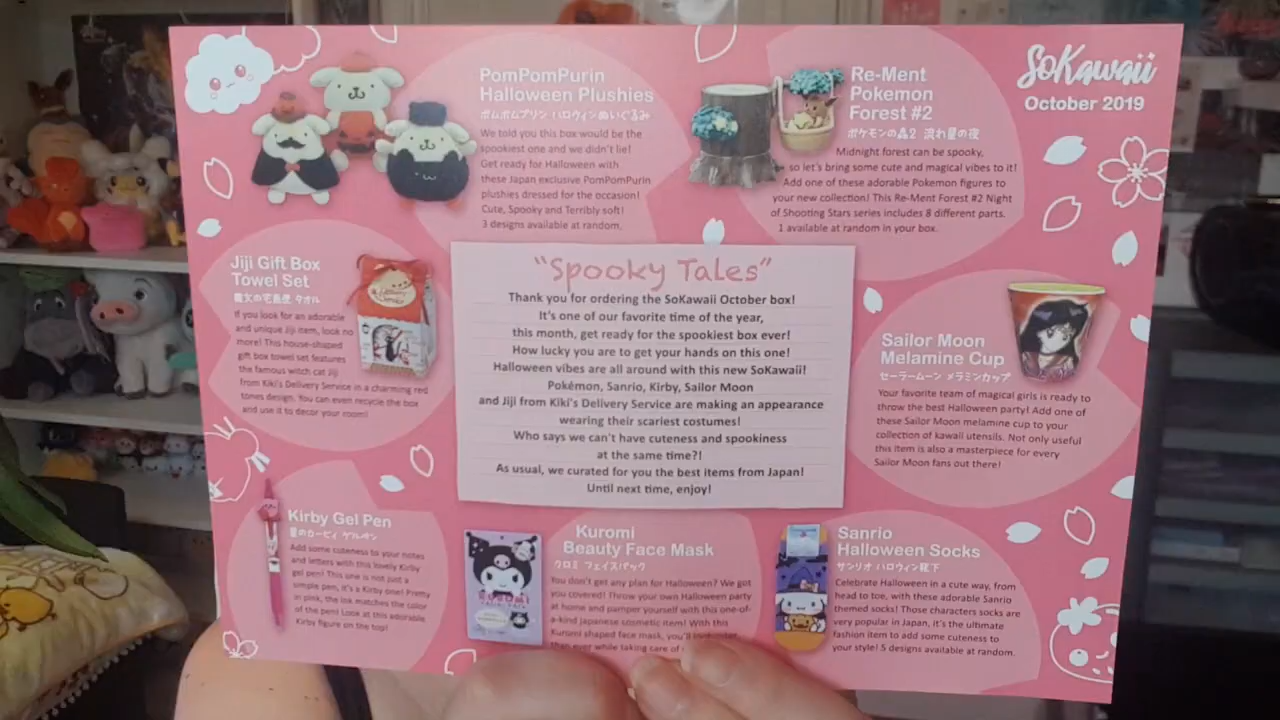 SoKawaii
October 2019
PomPomPurin
Halloween Plushies
ポムポムプリン ハロウィンぬいぐるみ
We told you this box would be the
spookiest one and we didn't lie!
Get ready for Halloween with
these Japan exclusive PomPomPurin
plushies dressed for the occasion!
Cute, Spooky and Terribly soft!
3 designs available at random.
Re-Ment
Pokemon
Forest #2
ポケモンの森2 流れ星の夜
Midnight forest can be spooky,
so let's bring some cute and magical vibes to it!
Add one of these adorable Pokemon figures to
your new collection! This Re-Ment Forest #2 Night
of Shooting Stars series includes 8 different parts.
1 available at random in your box.
Jiji Gift Box
Towel Set
魔女の宅急便 タオル
If you look for an adorable
and unique Jiji item, look no
more! This house-shaped
gift box towel set features
the famous witch cat Jiji
from Kiki's Delivery Service in a charming red
tones design. You can even recycle the box
and use it to decor your room!
"Spooky Tales"
Thank you for ordering the SoKawaii October box!
It's one of our favorite time of the year,
this month, get ready for the spookiest box ever!
How lucky you are to get your hands on this one!
Halloween vibes are all around with this new SoKawaii!
Pokémon, Sanrio, Kirby, Sailor Moon
and Jiji from Kiki's Delivery Service are making an appearance
wearing their scariest costumes!
Who says we can't have cuteness and spookiness
at the same time?!
As usual, we curated for you the best items from Japan!
Until next time, enjoy!
Sailor Moon
Melamine Cup
セーラームーン メラミンカップ
Your favorite team of magical girls is ready to
throw the best Halloween party! Add one of
these Sailor Moon melamine cup to your
collection of kawaii utensils. Not only useful
this item is also a masterpiece for every
Sailor Moon fans out there!
Kirby Gel Pen
星のカービィ ゲルペン
Add some cuteness to your notes
and letters with this lovely Kirby
gel pen! This one is not just a
simple pen, it's a Kirby one! Pretty
in pink, the ink matches the color
of the pen! Look at this adorable
Kirby figure on the top!
Kuromi
Beauty Face Mask
クロミ フェイスパック
You don't get any plan for Halloween? We got
you covered! Throw your own Halloween party
at home and pamper yourself with this one-of-
a-kind japanese cosmetic item! With this
Kuromi shaped face mask, you'll
than ever while taking care of
KUROMI
Sanrio
Halloween Socks
サンリオ ハロウィン靴下
Celebrate Halloween in a cute way, from
head to toe, with these adorable Sanrio
themed socks! Those characters socks are
very popular in Japan, it's the ultimate
fashion item to add some cuteness to
your style! 5 designs available at random.